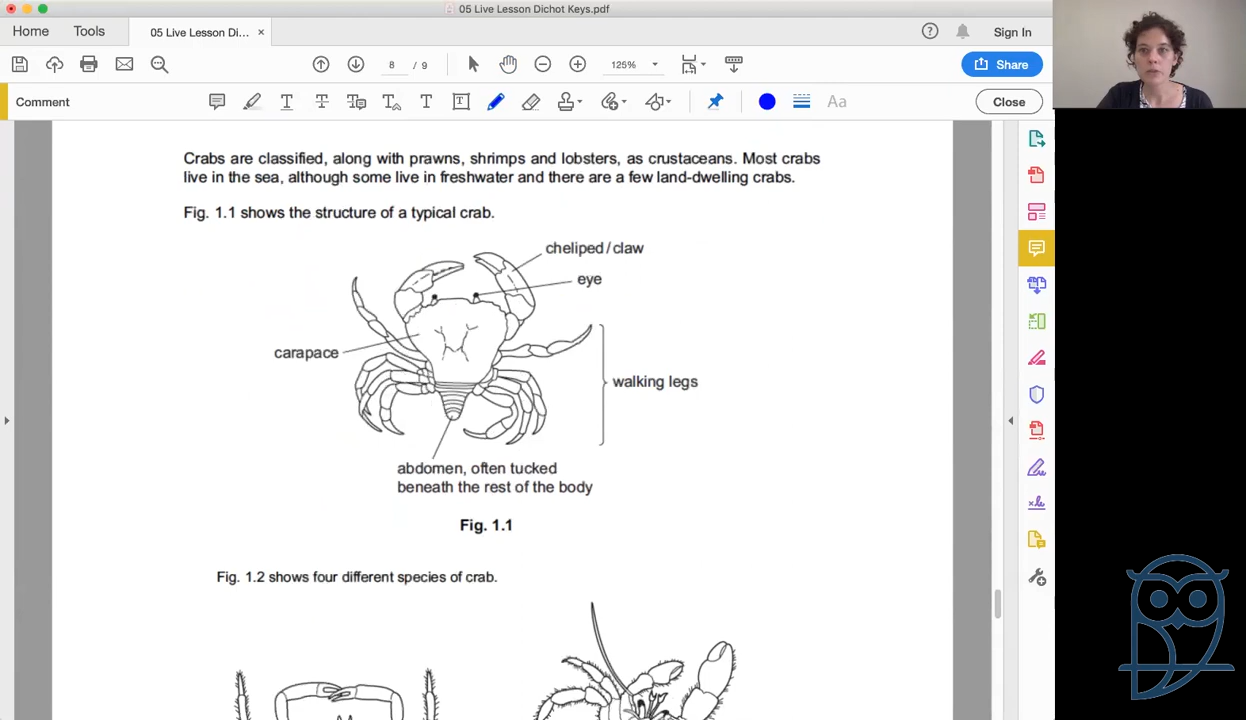 05 Live Lesson Dichot Keys.pdf
Home
Tools
05 Live Lesson Di...
Sign In
8 / 9
125%
Share
Comment
Aa
Close
Crabs are classified, along with prawns, shrimps and lobsters, as crustaceans. Most crabs
live in the sea, although some live in freshwater and there are a few land-dwelling crabs.
Fig. 1.1 shows the structure of a typical crab.
cheliped / claw
eye
carapace
walking legs
abdomen, often tucked
beneath the rest of the body
Fig. 1.1
Fig. 1.2 shows four different species of crab.